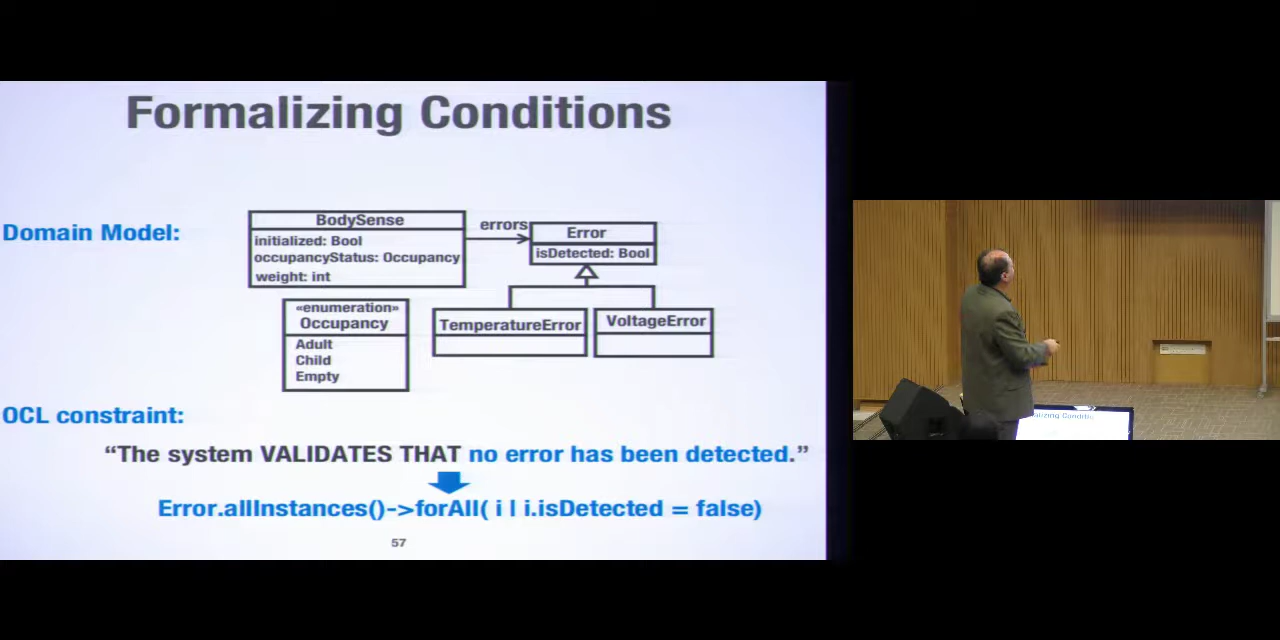 Formalizing Conditions
Domain Model:
BodySense
initialized: Bool
occupancyStatus: Occupancy
weight: int
errors
Error
isDetected: Bool
«enumeration»
Occupancy
Adult
Child
Empty
TemperatureError
VoltageError
OCL constraint:
“The system VALIDATES THAT no error has been detected.”
Error.allInstances()->forAll( i | i.isDetected = false)
57
alizing Conditic